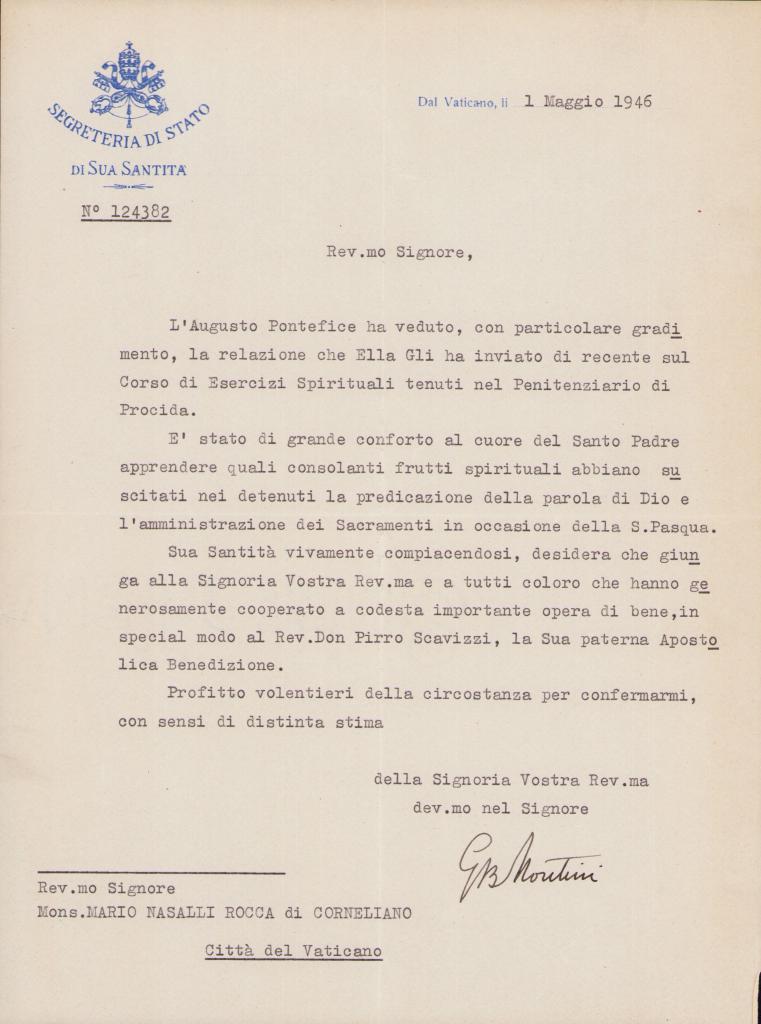 SEGRETERIA DI STATO
DI SUA SANTITA'
Nº 124382
Dal Vaticano, li 1 Maggio 1946
Rev.mo Signore,
L'Augusto Pontefice ha veduto, con particolare gradi
mento, la relazione che Ella Gli ha inviato di recente sul
Corso di Esercizi Spirituali tenuti nel Penitenziario di
Procida.
E' stato di grande conforto al cuore del Santo Padre
apprendere quali consolanti frutti spirituali abbiano su
scitati nei detenuti la predicazione della parola di Dio e
l'amministrazione dei Sacramenti in occasione della S.Pasqua.
Sua Santità vivamente compiacendosi, desidera che giun
ga alla Signoria Vostra Rev.ma e a tutti coloro che hanno ge
nerosamente cooperato a codesta importante opera di bene,in
special modo al Rev.Don Pirro Scavizzi, la Sua paterna Aposto
lica Benedizione.
Profitto volentieri della circostanza per confermarmi,
con sensi di distinta stima
della Signoria Vostra Rev.ma
dev.mo nel Signore
GB Montini
Rev.mo Signore
Mons.MARIO NASALLI ROCCA di CORNELIANO
Città del Vaticano